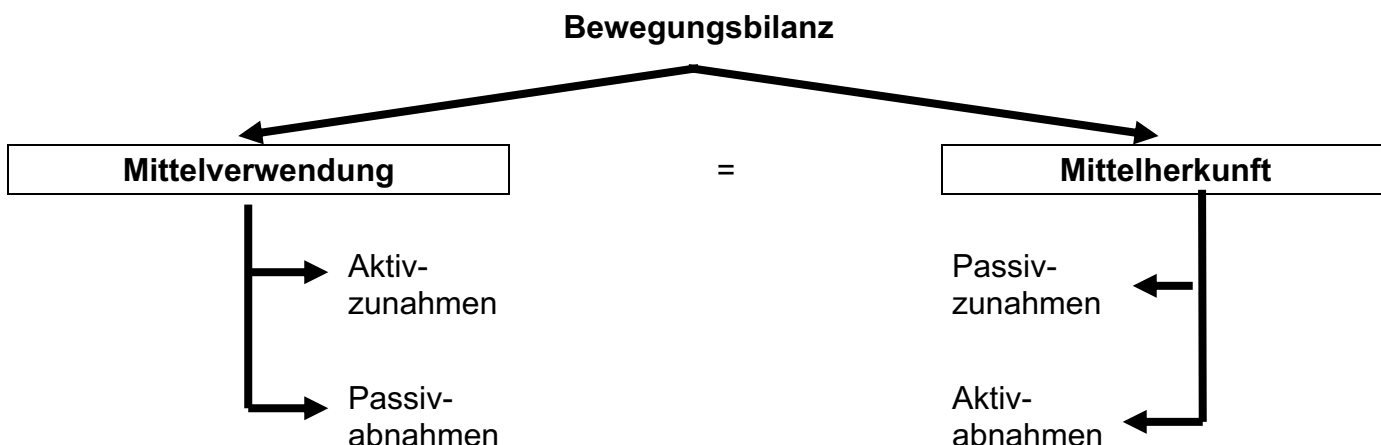 Bewegungsbilanz
Mittelverwendung
=
Mittelherkunft
Aktiv-
zunahmen
Passiv-
zunahmen
Passiv-
abnahmen
Aktiv-
abnahmen